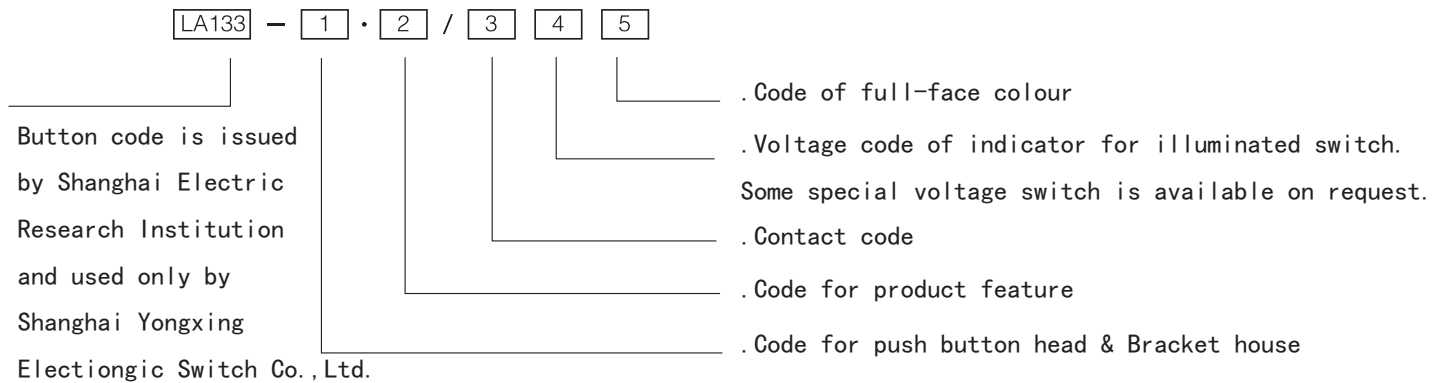 LA133 - 1 · 2 / 3 4 5
.Code of full-face colour
Button code is issued
.Voltage code of indicator for illuminated switch.
by Shanghai Electric
Some special voltage switch is available on request.
Research Institution
.Contact code
and used only by
.Code for product feature
Shanghai Yongxing
.Code for push button head & Bracket house
Electiongic Switch Co.,Ltd.